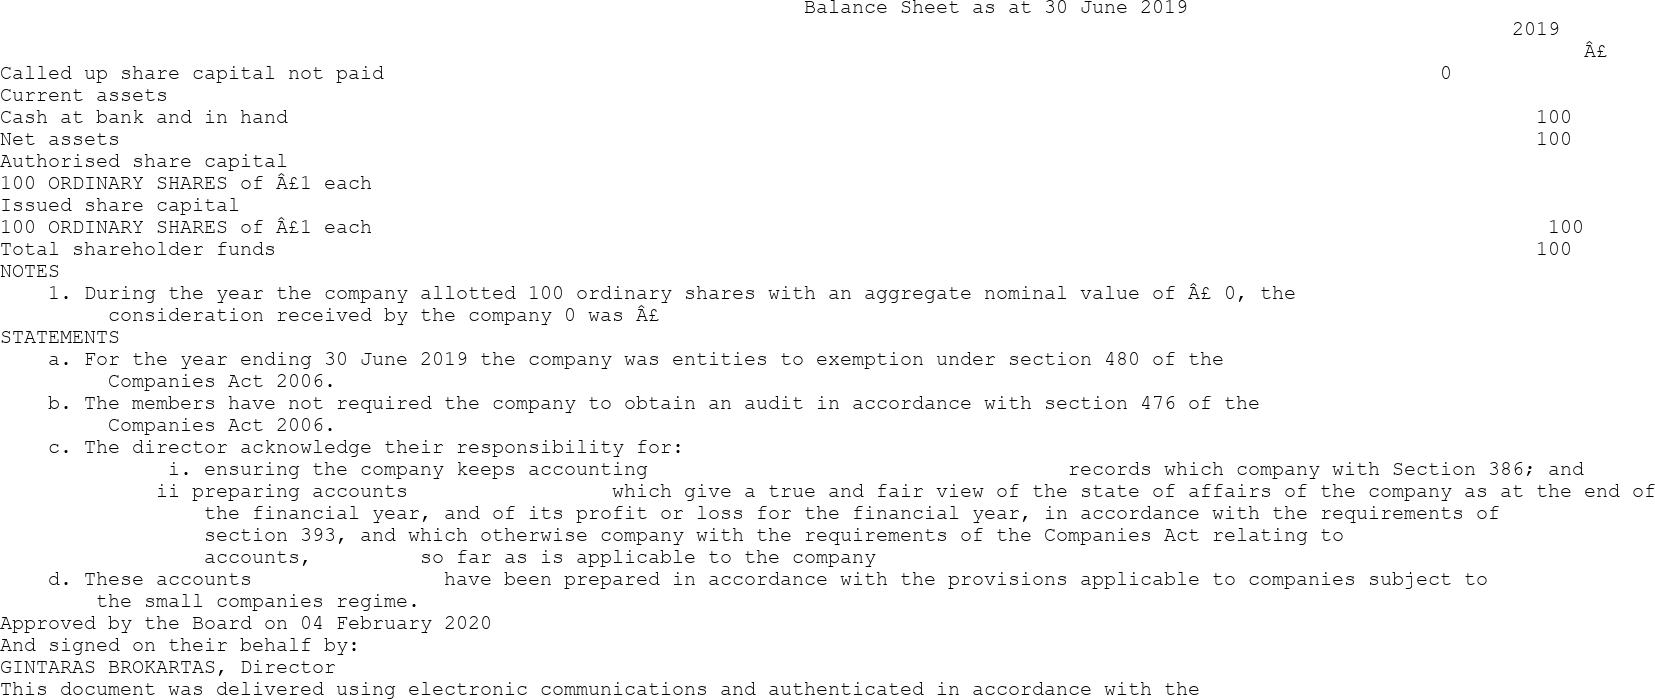 Balance Sheet as at 30 June 2019
2019
Â£
Called up share capital not paid 0
Current assets
Cash at bank and in hand 100
Net assets 100
Authorised share capital
100 ORDINARY SHARES of Â£1 each
Issued share capital
100 ORDINARY SHARES of Â£1 each 100
Total shareholder funds 100
NOTES
1. During the year the company allotted 100 ordinary shares with an aggregate nominal value of Â£ 0, the
consideration received by the company 0 was Â£
STATEMENTS
a. For the year ending 30 June 2019 the company was entities to exemption under section 480 of the
Companies Act 2006.
b. The members have not required the company to obtain an audit in accordance with section 476 of the
Companies Act 2006.
c. The director acknowledge their responsibility for:
i. ensuring the company keeps accounting records which company with Section 386; and
ii preparing accounts which give a true and fair view of the state of affairs of the company as at the end of
the financial year, and of its profit or loss for the financial year, in accordance with the requirements of
section 393, and which otherwise company with the requirements of the Companies Act relating to
accounts, so far as is applicable to the company
d. These accounts have been prepared in accordance with the provisions applicable to companies subject to
the small companies regime.
Approved by the Board on 04 February 2020
And signed on their behalf by:
GINTARAS BROKARTAS, Director
This document was delivered using electronic communications and authenticated in accordance with the